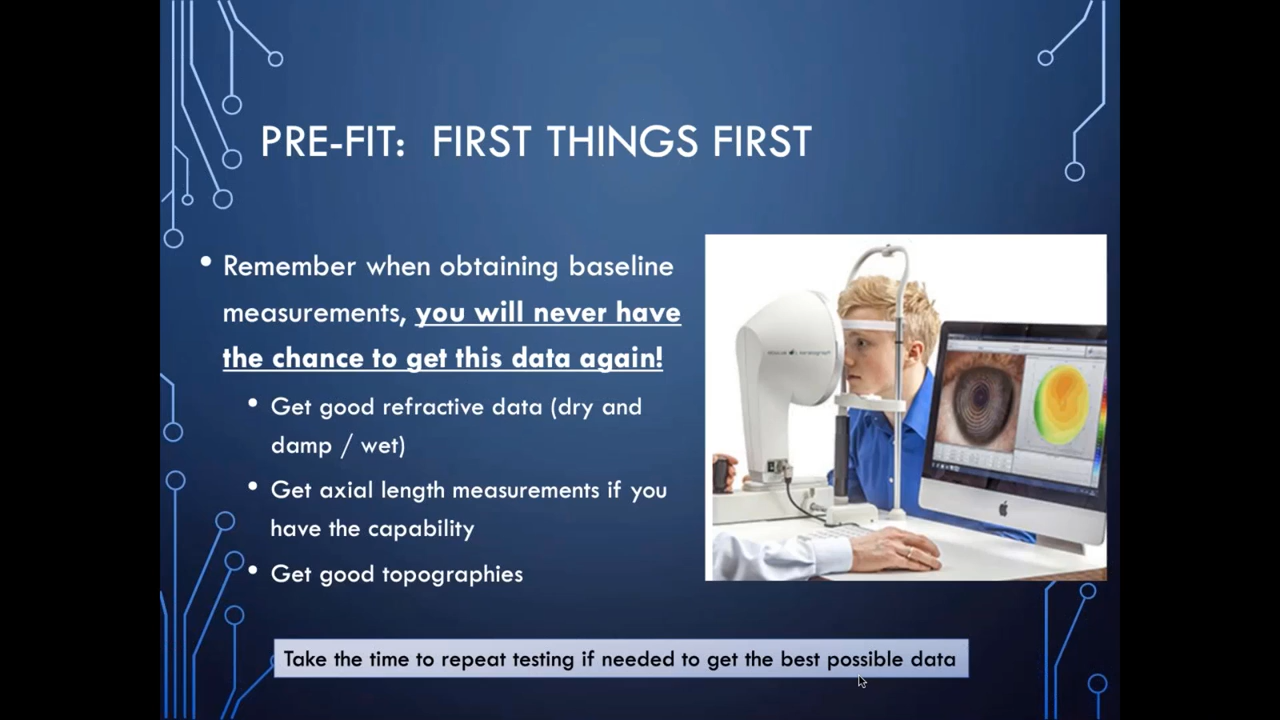 PRE-FIT: FIRST THINGS FIRST
• Remember when obtaining baseline
measurements, you will never have
the chance to get this data again!
• Get good refractive data (dry and
damp / wet)
• Get axial length measurements if you
have the capability
• Get good topographies
Take the time to repeat testing if needed to get the best possible data